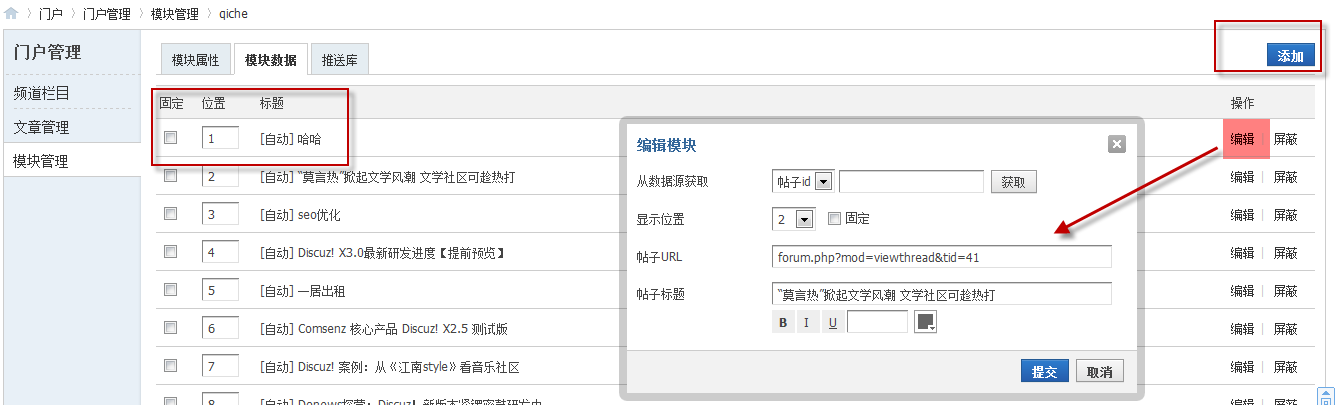 〉门户 〉门户管理 〉模块管理 〉qiche
门户管理
频道栏目
文章管理
模块管理
模块属性 模块数据 推送库
添加
固定 位置 标题 操作
1 [自动] 哈哈 编辑 | 屏蔽
2 [自动] “莫言热”掀起文学风潮 文学社区可趁热打 编辑 | 屏蔽
3 [自动] seo优化 编辑 | 屏蔽
4 [自动] Discuz! X3.0最新研发进度【提前预览】 编辑 | 屏蔽
5 [自动] 一居出租 编辑 | 屏蔽
6 [自动] Comsenz 核心产品 Discuz! X2.5 测试版 编辑 | 屏蔽
7 [自动] Discuz! 案例：从《江南style》看音乐社区 编辑 | 屏蔽
8 [自动]
编辑模块
从数据源获取 帖子id 获取
显示位置 2 固定
帖子URL forum.php?mod=viewthread&tid=41
帖子标题 “莫言热”掀起文学风潮 文学社区可趁热打
B I U
提交 取消